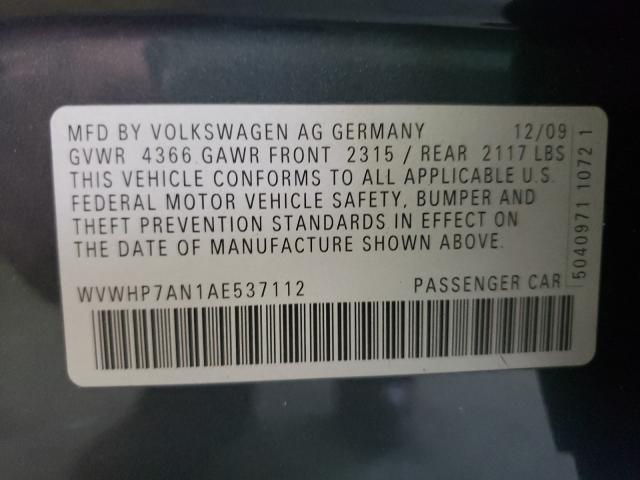 MFD BY VOLKSWAGEN AG GERMANY 12/09
GVWR 4366 GAWR FRONT 2315 / REAR 2117 LBS
THIS VEHICLE CONFORMS TO ALL APPLICABLE U.S.
FEDERAL MOTOR VEHICLE SAFETY, BUMPER AND
THEFT PREVENTION STANDARDS IN EFFECT ON
THE DATE OF MANUFACTURE SHOWN ABOVE.
WVWHP7AN1AE537112 PASSENGER CAR
5040971 1072 1